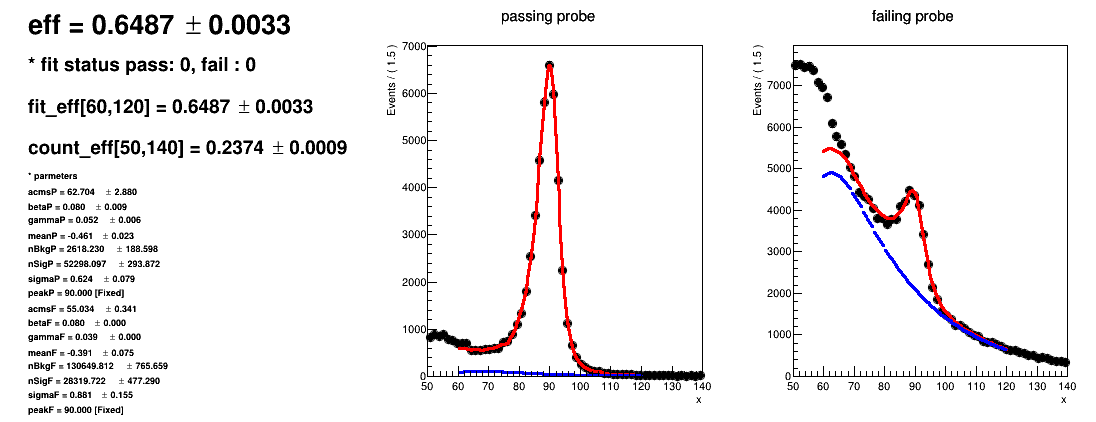 eff = 0.6487 ± 0.0033
* fit status pass: 0, fail : 0
fit_eff[60,120] = 0.6487 ± 0.0033
count_eff[50,140] = 0.2374 ± 0.0009
* parmeters
acmsP = 62.704 ± 2.880
betaP = 0.080 ± 0.009
gammaP = 0.052 ± 0.006
meanP = -0.461 ± 0.023
nBkgP = 2618.230 ± 188.598
nSigP = 52298.097 ± 293.872
sigmaP = 0.624 ± 0.079
peakP = 90.000 [Fixed]
acmsF = 55.034 ± 0.341
betaF = 0.080 ± 0.000
gammaF = 0.039 ± 0.000
meanF = -0.391 ± 0.075
nBkgF = 130649.812 ± 765.659
nSigF = 28319.722 ± 477.290
sigmaF = 0.881 ± 0.155
peakF = 90.000 [Fixed]
passing probe
Events / ( 1.5 )
7000
6000
5000
4000
3000
2000
1000
0
50 60 70 80 90 100 110 120 130 140
x
failing probe
Events / ( 1.5 )
7000
6000
5000
4000
3000
2000
1000
0
50 60 70 80 90 100 110 120 130 140
x